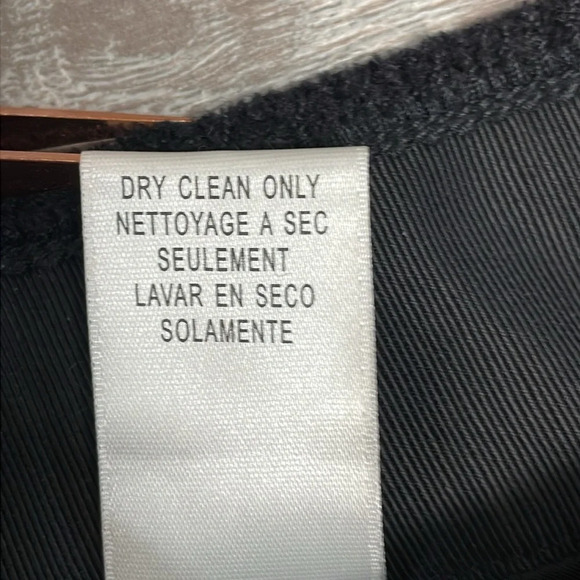 DRY CLEAN ONLY
NETTOYAGE A SEC
SEULEMENT
LAVAR EN SECO
SOLAMENTE